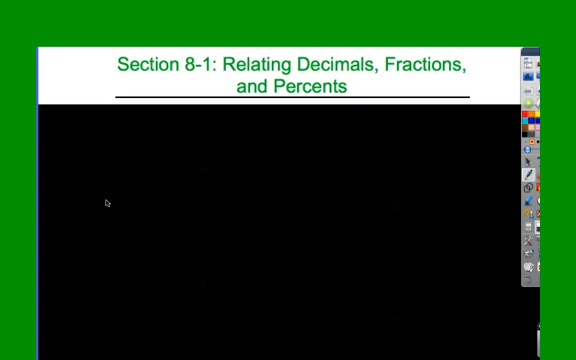 Section 8-1: Relating Decimals, Fractions,
and Percents